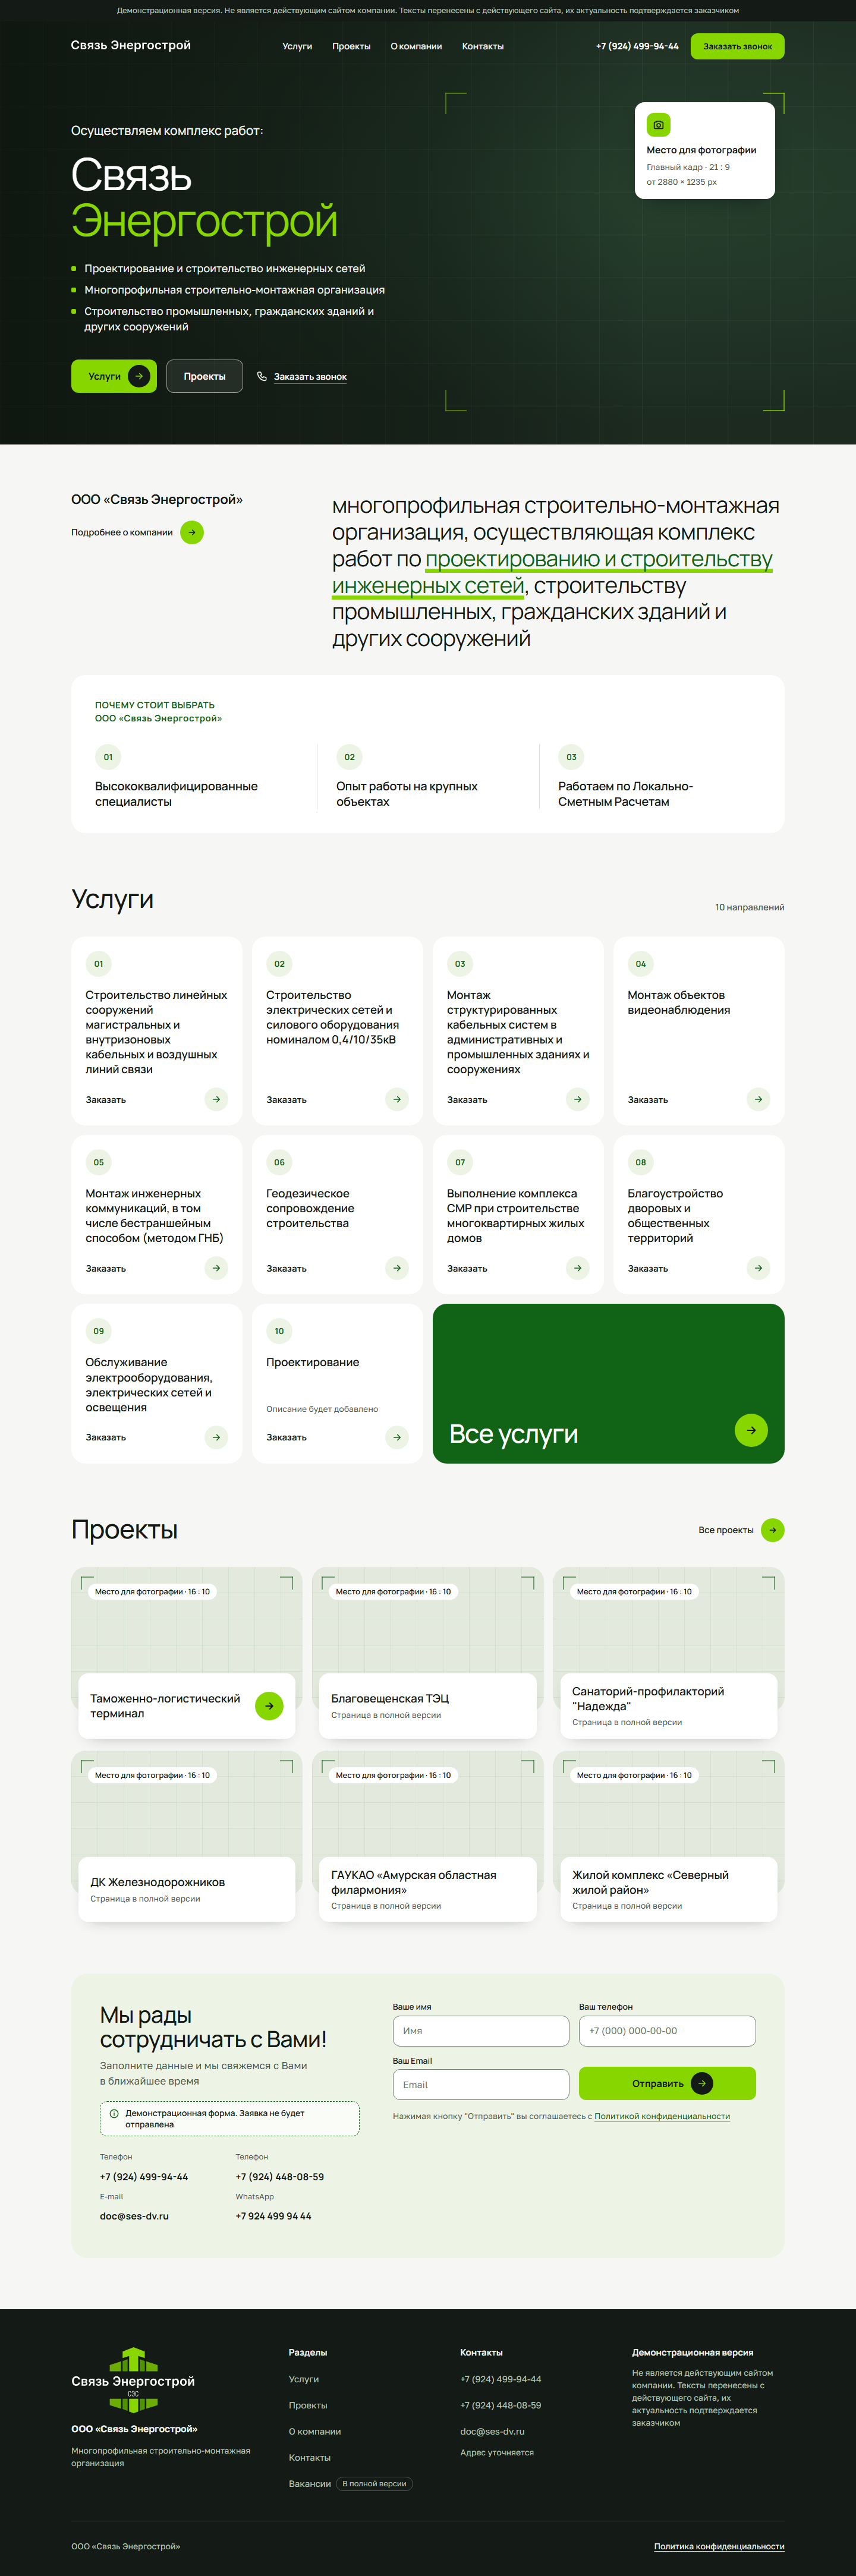 Демонстрационная версия. Не является действующим сайтом компании. Тексты перенесены с действующего сайта, их актуальность подтверждается заказчиком
Связь Энергострой
Услуги
Проекты
О компании
Контакты
+7 (924) 499-94-44
Заказать звонок
Осуществляем комплекс работ:
Связь
Энергострой
Проектирование и строительство инженерных сетей
Многопрофильная строительно-монтажная организация
Строительство промышленных, гражданских зданий и
других сооружений
Услуги
Проекты
Заказать звонок
Место для фотографии
Главный кадр · 21 : 9
от 2880 × 1235 px
ООО «Связь Энергострой»
Подробнее о компании
многопрофильная строительно-монтажная
организация, осуществляющая комплекс
работ по проектированию и строительству
инженерных сетей, строительству
промышленных, гражданских зданий и
других сооружений
ПОЧЕМУ СТОИТ ВЫБРАТЬ
ООО «Связь Энергострой»
01
Высококвалифицированные
специалисты
02
Опыт работы на крупных
объектах
03
Работаем по Локально-
Сметным Расчетам
Услуги
10 направлений
01
Строительство линейных
сооружений
магистральных и
внутризоновых
кабельных и воздушных
линий связи
Заказать
02
Строительство
электрических сетей и
силового оборудования
номиналом 0,4/10/35кВ
Заказать
03
Монтаж
структурированных
кабельных систем в
административных и
промышленных зданиях и
сооружениях
Заказать
04
Монтаж объектов
видеонаблюдения
Заказать
05
Монтаж инженерных
коммуникаций, в том
числе бестраншейным
способом (методом ГНБ)
Заказать
06
Геодезическое
сопровождение
строительства
Заказать
07
Выполнение комплекса
СМР при строительстве
многоквартирных жилых
домов
Заказать
08
Благоустройство
дворовых и
общественных
территорий
Заказать
09
Обслуживание
электрооборудования,
электрических сетей и
освещения
Заказать
10
Проектирование
Описание будет добавлено
Заказать
Все услуги
Проекты
Все проекты
Место для фотографии · 16 : 10
Таможенно-логистический
терминал
Место для фотографии · 16 : 10
Благовещенская ТЭЦ
Страница в полной версии
Место для фотографии · 16 : 10
Санаторий-профилакторий
"Надежда"
Страница в полной версии
Место для фотографии · 16 : 10
ДК Железнодорожников
Страница в полной версии
Место для фотографии · 16 : 10
ГАУКАО «Амурская областная
филармония»
Страница в полной версии
Место для фотографии · 16 : 10
Жилой комплекс «Северный
жилой район»
Страница в полной версии
Мы рады
сотрудничать с Вами!
Заполните данные и мы свяжемся с Вами
в ближайшее время
Демонстрационная форма. Заявка не будет
отправлена
Телефон
+7 (924) 499-94-44
Телефон
+7 (924) 448-08-59
E-mail
doc@ses-dv.ru
WhatsApp
+7 924 499 94 44
Ваше имя
Имя
Ваш телефон
+7 (000) 000-00-00
Ваш Email
Email
Отправить
Нажимая кнопку "Отправить" вы соглашаетесь с Политикой конфиденциальности
Связь Энергострой
СЭС
ООО «Связь Энергострой»
Многопрофильная строительно-монтажная
организация
Разделы
Услуги
Проекты
О компании
Контакты
Вакансии
В полной версии
Контакты
+7 (924) 499-94-44
+7 (924) 448-08-59
doc@ses-dv.ru
Адрес уточняется
Демонстрационная версия
Не является действующим сайтом
компании. Тексты перенесены с
действующего сайта, их
актуальность подтверждается
заказчиком
ООО «Связь Энергострой»
Политика конфиденциальности